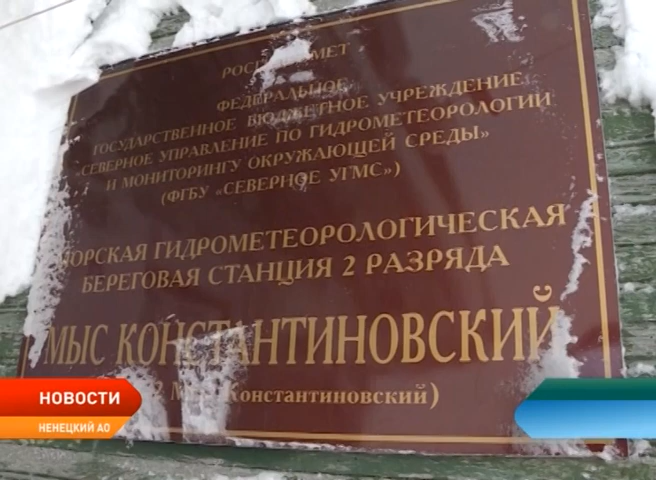 ФЕДЕРАЛЬНОЕ
ГОСУДАРСТВЕННОЕ БЮДЖЕТНОЕ УЧРЕЖДЕНИЕ
«СЕВЕРНОЕ УПРАВЛЕНИЕ ПО ГИДРОМЕТЕОРОЛОГИИ
И МОНИТОРИНГУ ОКРУЖАЮЩЕЙ СРЕДЫ»
(ФГБУ «СЕВЕРНОЕ УГМС»)
МОРСКАЯ ГИДРОМЕТЕОРОЛОГИЧЕСКАЯ
БЕРЕГОВАЯ СТАНЦИЯ 2 РАЗРЯДА
МЫС КОНСТАНТИНОВСКИЙ
Константиновский)
НОВОСТИ
НЕНЕЦКИЙ АО